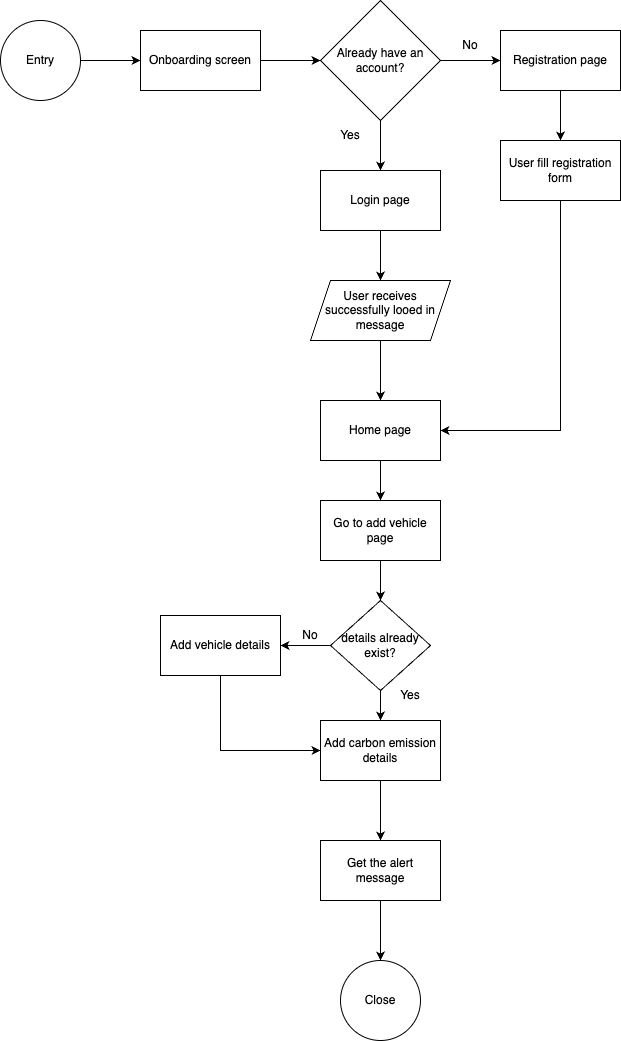 Entry
Onboarding screen
Already have an
account?
No
Registration page
Yes
User fill registration
form
Login page
User receives
successfully looed in
message
Home page
Go to add vehicle
page
details already
exist?
No
Add vehicle details
Yes
Add carbon emission
details
Get the alert
message
Close